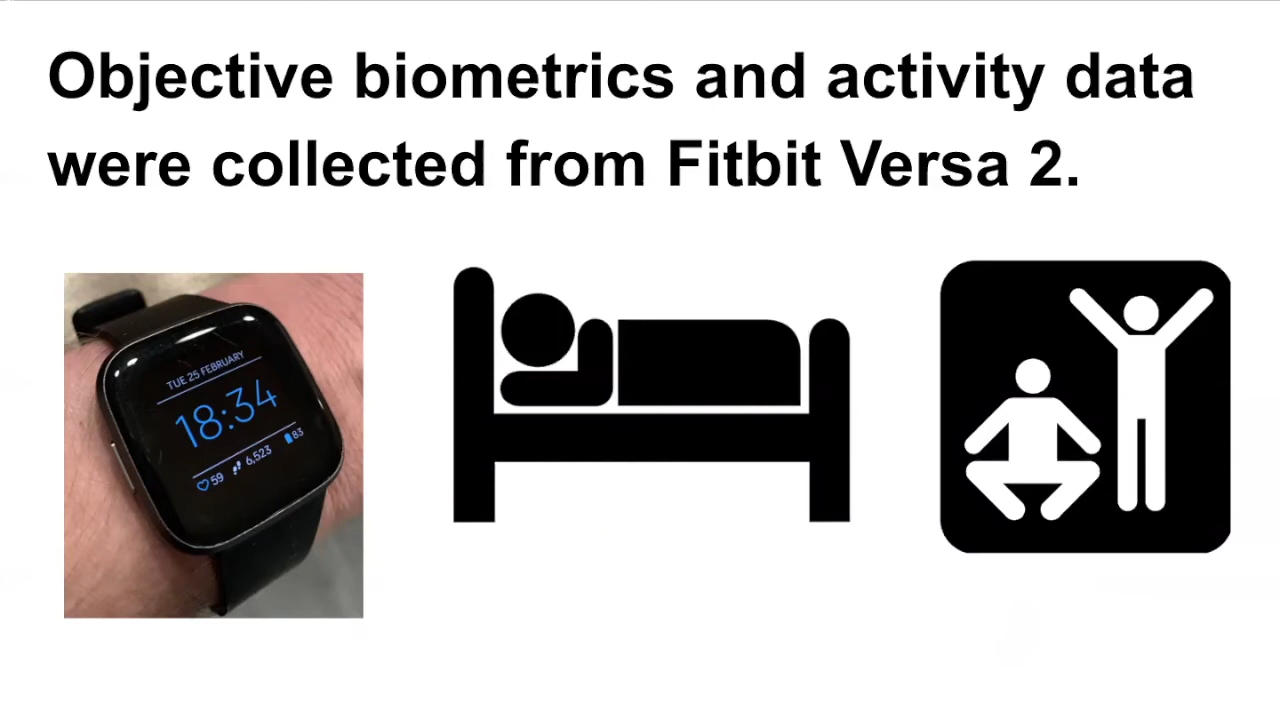 Objective biometrics and activity data
were collected from Fitbit Versa 2.
TUE 25 FEBRUARY
18:34
59 6,523 83